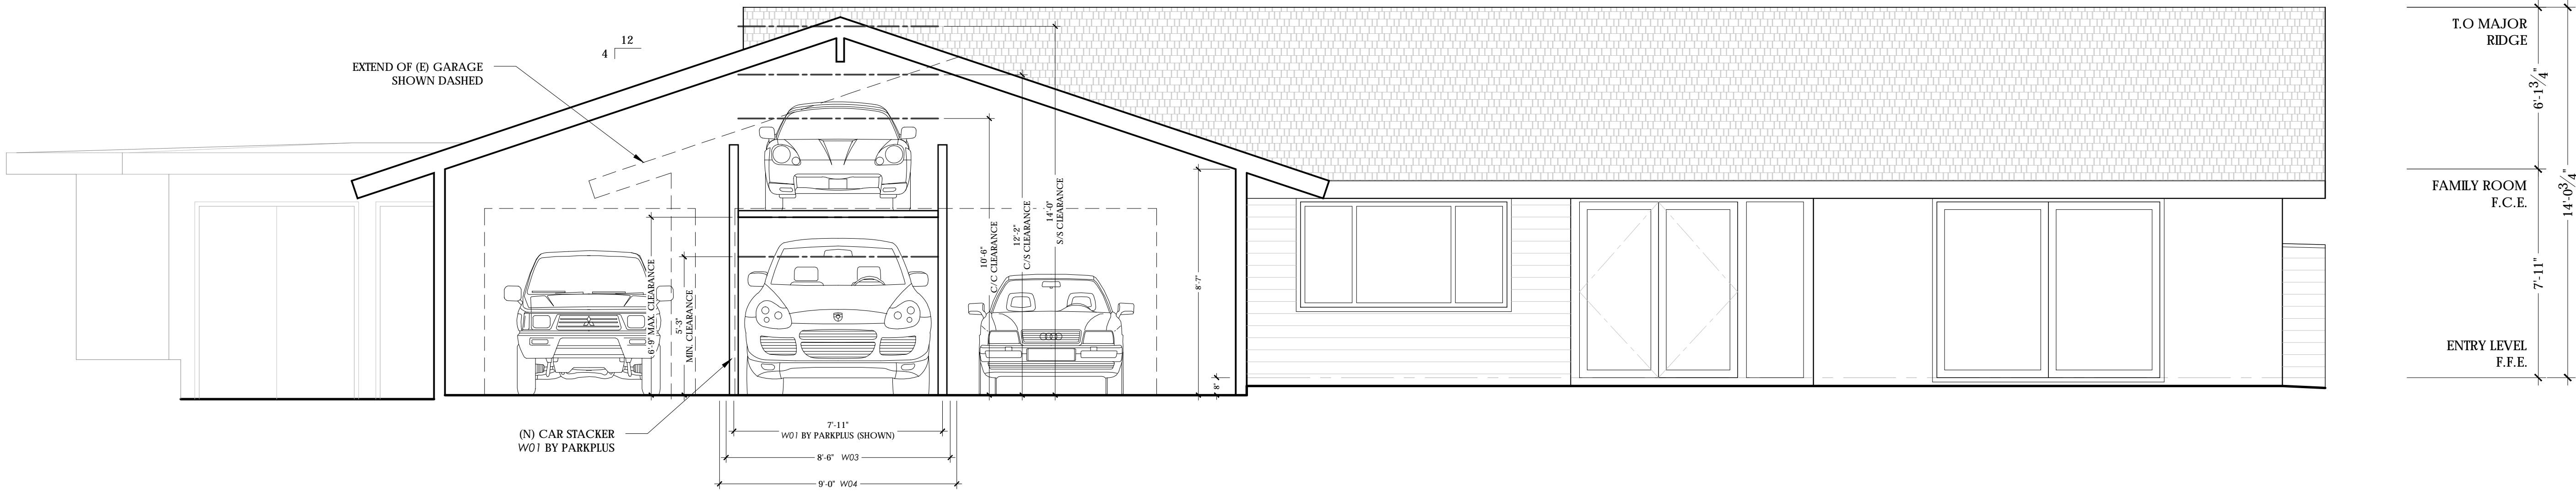 12
4
EXTEND OF (E) GARAGE
SHOWN DASHED
6'-9" MAX. CLEARANCE
5'-3"
MIN. CLEARANCE
10'-6"
C/C CLEARANCE
12'-2"
C/S CLEARANCE
14'-0"
S/S CLEARANCE
8'-7"
8"
(N) CAR STACKER
W01 BY PARKPLUS
7'-11"
W01 BY PARKPLUS (SHOWN)
8'-6" W03
9'-0" W04
T.O MAJOR
RIDGE
6'-1 3/4"
FAMILY ROOM
F.C.E.
14'-0 3/4"
7'-11"
ENTRY LEVEL
F.F.E.